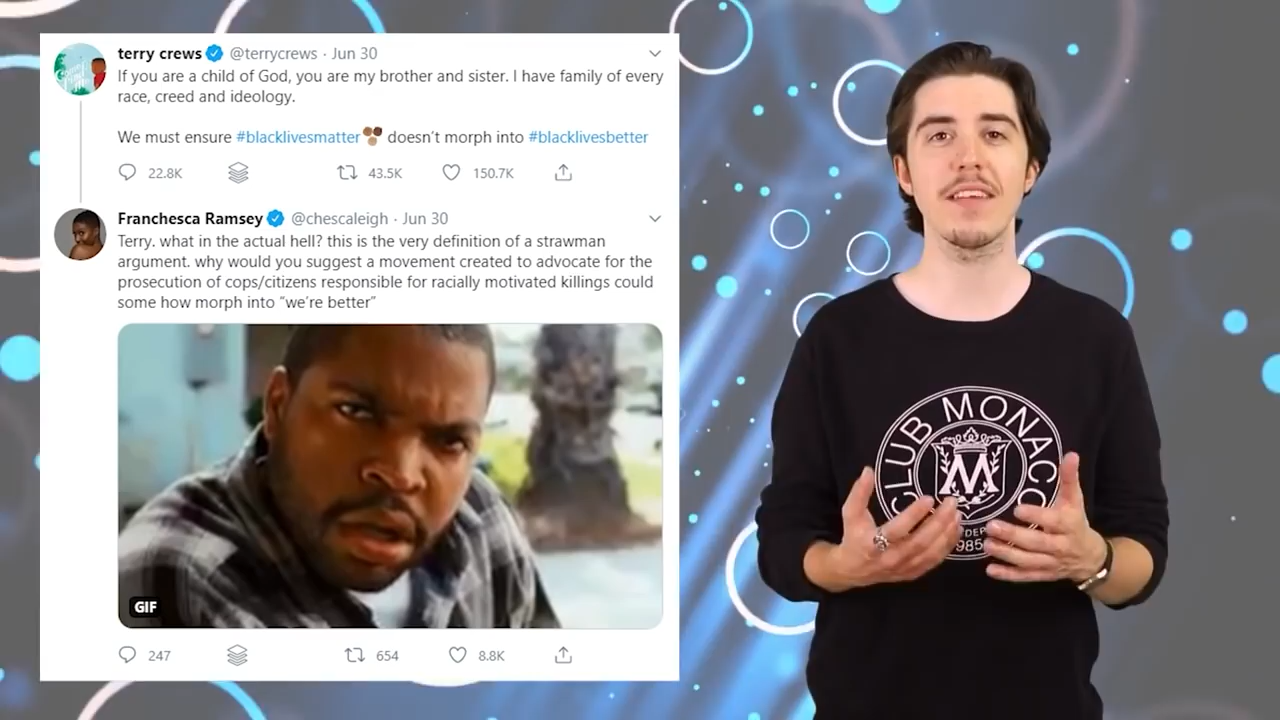 terry crews @terrycrews · Jun 30
If you are a child of God, you are my brother and sister. I have family of every
race, creed and ideology.
We must ensure #blacklivesmatter doesn't morph into #blacklivesbetter
22.8K 43.5K 150.7K
Franchesca Ramsey @chescaleigh · Jun 30
Terry. what in the actual hell? this is the very definition of a strawman
argument. why would you suggest a movement created to advocate for the
prosecution of cops/citizens responsible for racially motivated killings could
some how morph into "we're better"
GIF
247 654 8.8K
CLUB MONACO
M
985